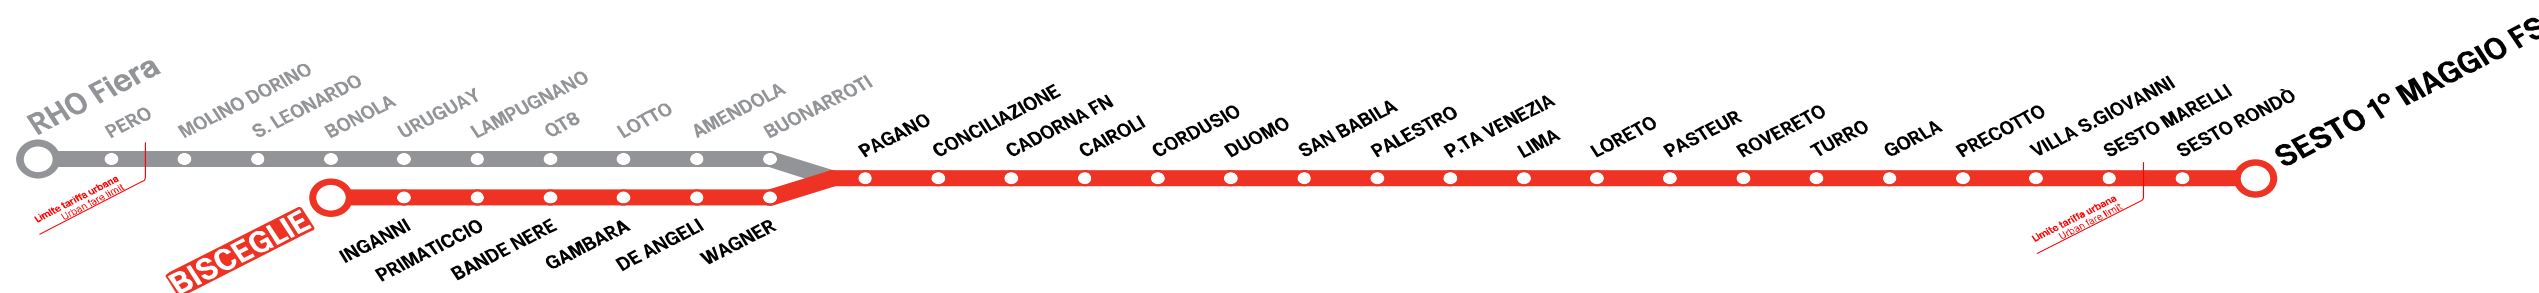 RHO Fiera
PERO
MOLINO DORINO
S. LEONARDO
BONOLA
URUGUAY
LAMPUGNANO
QT8
LOTTO
AMENDOLA
BUONARROTI
Limite tariffa urbana
Urban fare limit
BISCEGLIE
INGANNI
PRIMATICCIO
BANDE NERE
GAMBARA
DE ANGELI
WAGNER
PAGANO
CONCILIAZIONE
CADORNA FN
CAIROLI
CORDUSIO
DUOMO
SAN BABILA
PALESTRO
P.TA VENEZIA
LIMA
LORETO
PASTEUR
ROVERETO
TURRO
GORLA
PRECOTTO
VILLA S.GIOVANNI
SESTO MARELLI
SESTO RONDÒ
SESTO 1° MAGGIO FS
Limite tariffa urbana
Urban fare limit